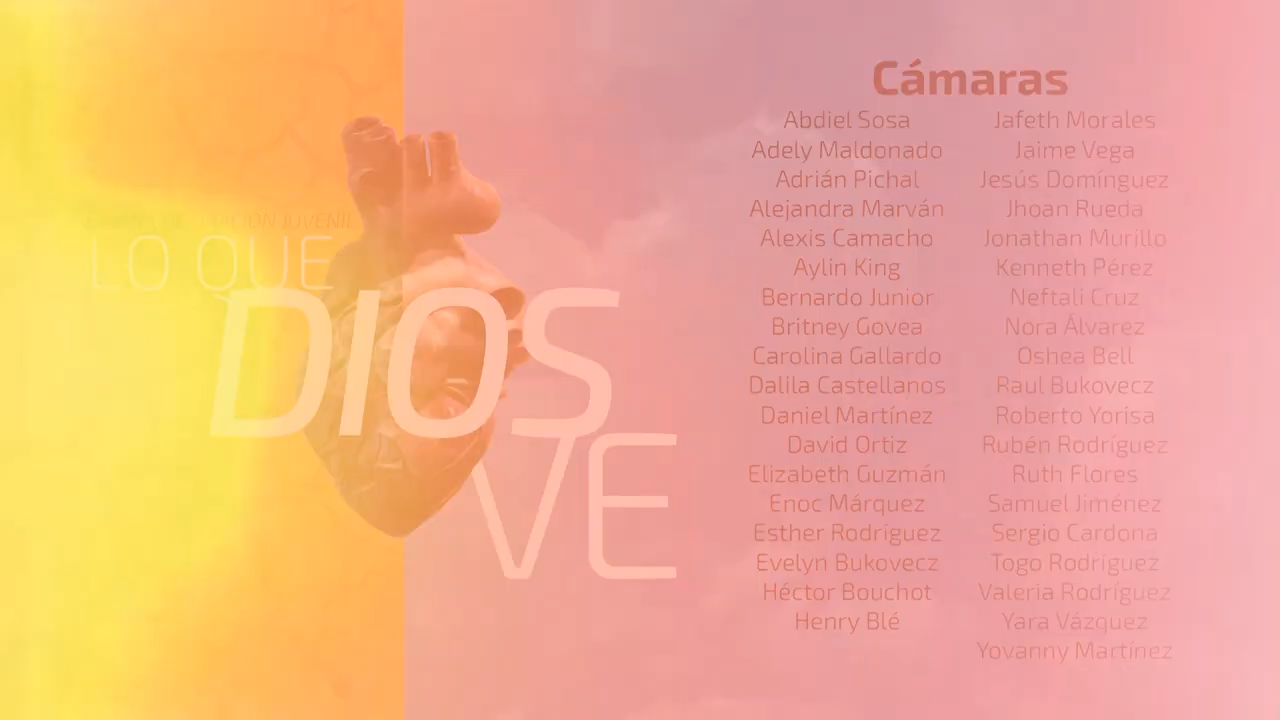 JUVENIL
LO QUE
DIOS
VE
Cámaras
Abdiel Sosa
Adely Maldonado
Adrián Pichal
Alejandra Marván
Alexis Camacho
Aylin King
Bernardo Junior
Britney Govea
Carolina Gallardo
Dalila Castellanos
Daniel Martínez
David Ortiz
Elizabeth Guzmán
Enoc Márquez
Esther Rodríguez
Evelyn Bukovecz
Héctor Bouchot
Henry Blé
Jafeth Morales
Jaime Vega
Jesús Domínguez
Jhoan Rueda
Jonathan Murillo
Kenneth Pérez
Neftali Cruz
Nora Álvarez
Oshea Bell
Raul Bukovecz
Roberto Yorisa
Rubén Rodríguez
Ruth Flores
Samuel Jiménez
Sergio Cardona
Togo Rodríguez
Valeria Rodríguez
Yara Vázquez
Yovanny Martínez